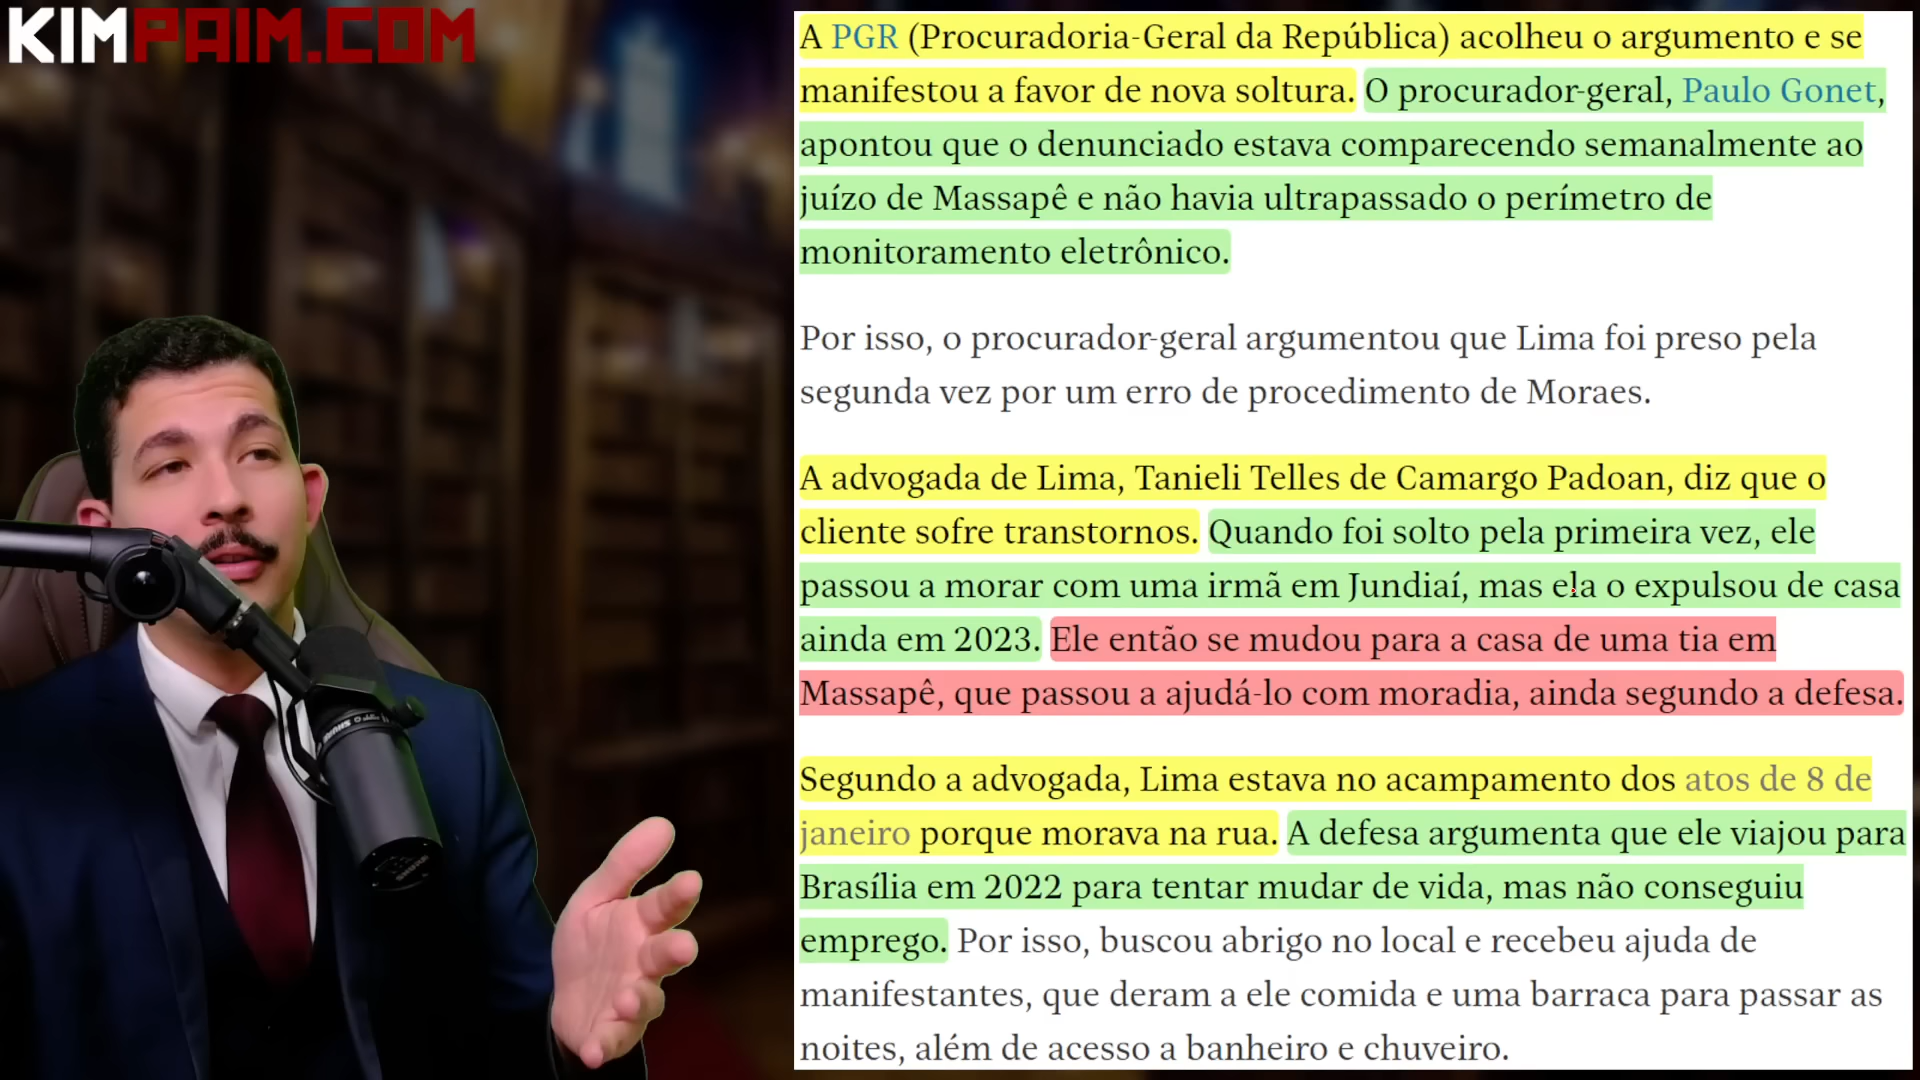 KIMPAIM.COM
A PGR (Procuradoria-Geral da República) acolheu o argumento e se
manifestou a favor de nova soltura. O procurador-geral, Paulo Gonet,
apontou que o denunciado estava comparecendo semanalmente ao
juízo de Massapê e não havia ultrapassado o perímetro de
monitoramento eletrônico.
Por isso, o procurador-geral argumentou que Lima foi preso pela
segunda vez por um erro de procedimento de Moraes.
A advogada de Lima, Tanieli Telles de Camargo Padoan, diz que o
cliente sofre transtornos. Quando foi solto pela primeira vez, ele
passou a morar com uma irmã em Jundiaí, mas ela o expulsou de casa
ainda em 2023. Ele então se mudou para a casa de uma tia em
Massapê, que passou a ajudá-lo com moradia, ainda segundo a defesa.
Segundo a advogada, Lima estava no acampamento dos atos de 8 de
janeiro porque morava na rua. A defesa argumenta que ele viajou para
Brasília em 2022 para tentar mudar de vida, mas não conseguiu
emprego. Por isso, buscou abrigo no local e recebeu ajuda de
manifestantes, que deram a ele comida e uma barraca para passar as
noites, além de acesso a banheiro e chuveiro.